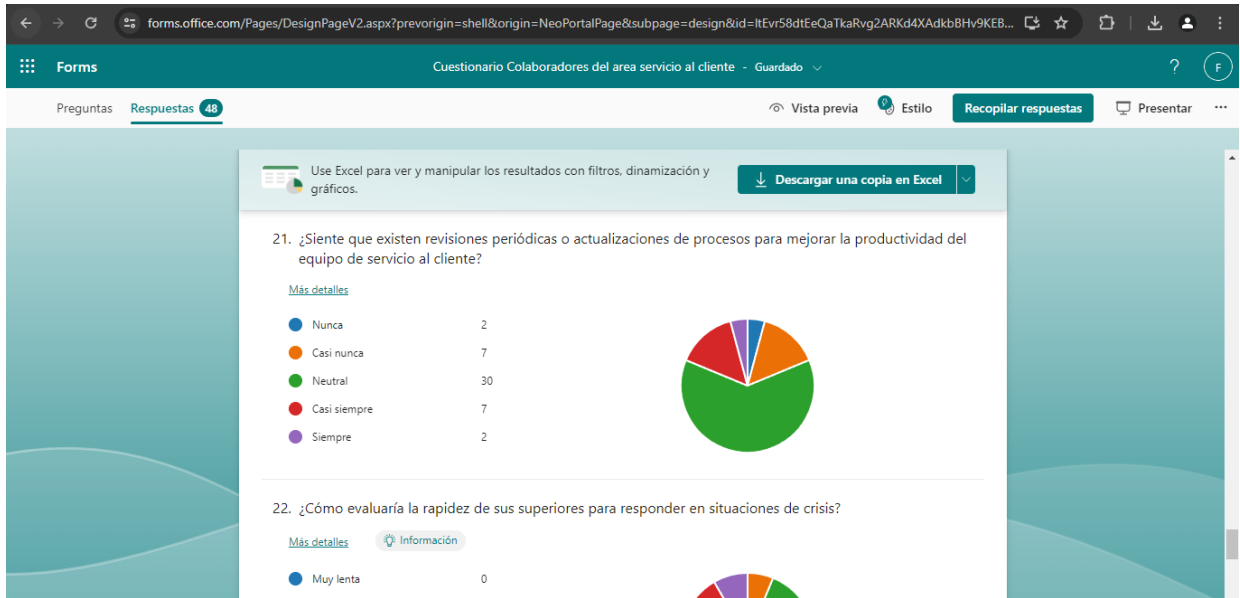 forms.office.com/Pages/DesignPageV2.aspx?prevorigin=shell&origin=NeoPortalPage&subpage=design&id=ltEvr58dtEeQaTkaRvg2ARKd4XAdkbBHv9KEB...
Forms
Cuestionario Colaboradores del area servicio al cliente - Guardado
?
F
Preguntas
Respuestas 48
Vista previa
Estilo
Recopilar respuestas
Presentar
...
Use Excel para ver y manipular los resultados con filtros, dinamización y
gráficos.
Descargar una copia en Excel
21. ¿Siente que existen revisiones periódicas o actualizaciones de procesos para mejorar la productividad del
equipo de servicio al cliente?
Más detalles
Nunca 2
Casi nunca 7
Neutral 30
Casi siempre 7
Siempre 2
22. ¿Cómo evaluaría la rapidez de sus superiores para responder en situaciones de crisis?
Más detalles
Información
Muy lenta 0